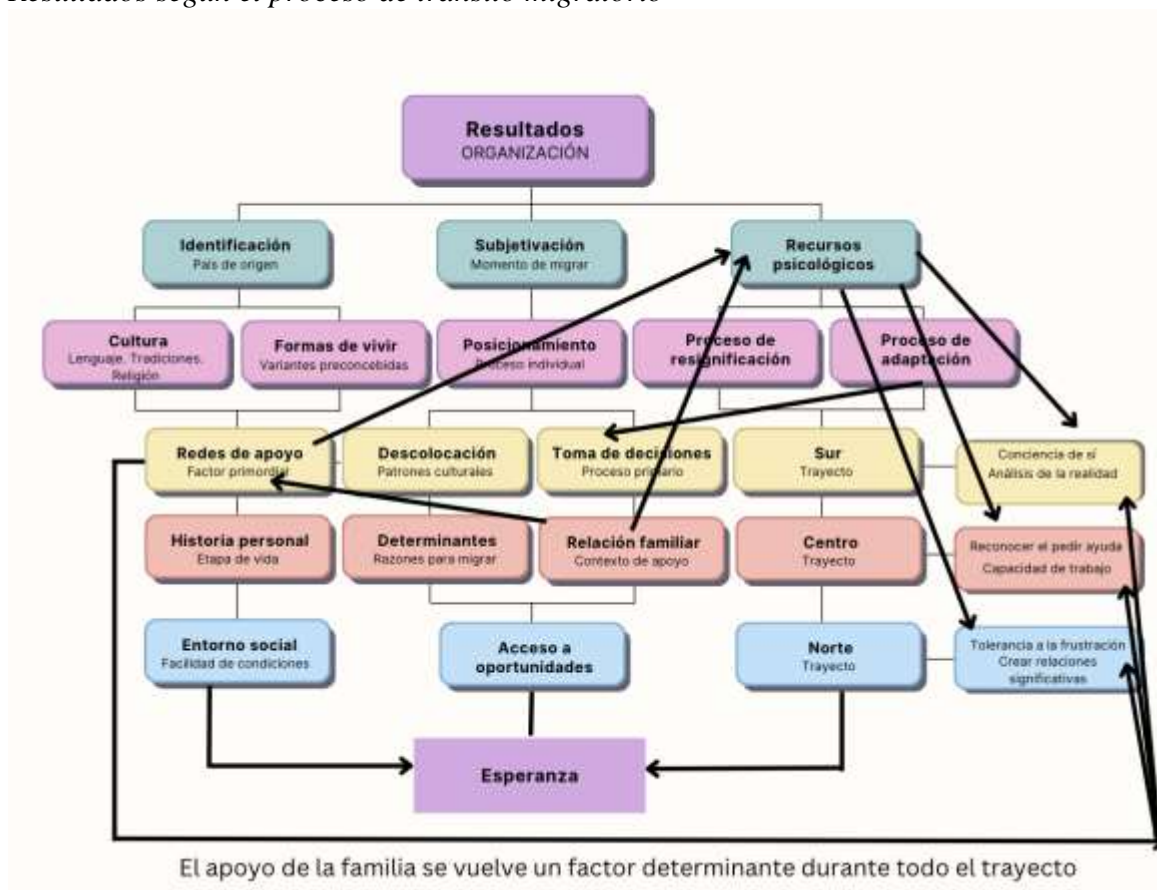 Resultados según el proceso de tránsito migratorio
Resultados
ORGANIZACIÓN
Identificación
País de origen
Subjetivación
Momento de migrar
Recursos
psicológicos
Cultura
Lenguaje. Tradiciones.
Religión
Formas de vivir
Variantes preconcebidas
Posicionamiento
Proceso individual
Proceso de
resignificación
Proceso de
adaptación
Redes de apoyo
Factor primordial
Descolocación
Patrones culturales
Toma de decisiones
Proceso primario
Sur
Trayecto
Conciencia de sí
Análisis de la realidad
Historia personal
Etapa de vida
Determinantes
Razones para migrar
Relación familiar
Contexto de apoyo
Centro
Trayecto
Reconocer el pedir ayuda
Capacidad de trabajo
Entorno social
Facilidad de condiciones
Acceso a
oportunidades
Norte
Trayecto
Tolerancia a la frustración
Crear relaciones
significativas
Esperanza
El apoyo de la familia se vuelve un factor determinante durante todo el trayecto